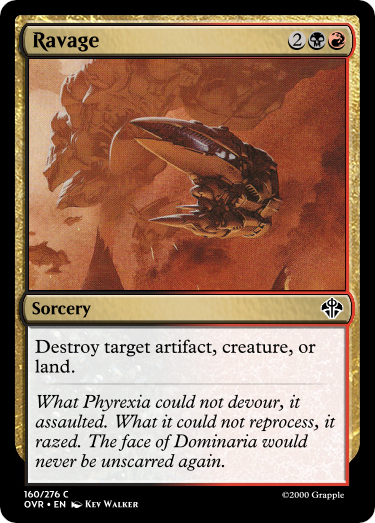 Ravage 2
Sorcery
Destroy target artifact, creature, or
land.
What Phyrexia could not devour, it
assaulted. What it could not reprocess, it
razed. The face of Dominaria would
never be unscarred again.
160/276 C
OVR • EN Key Walker
©2000 Grapple